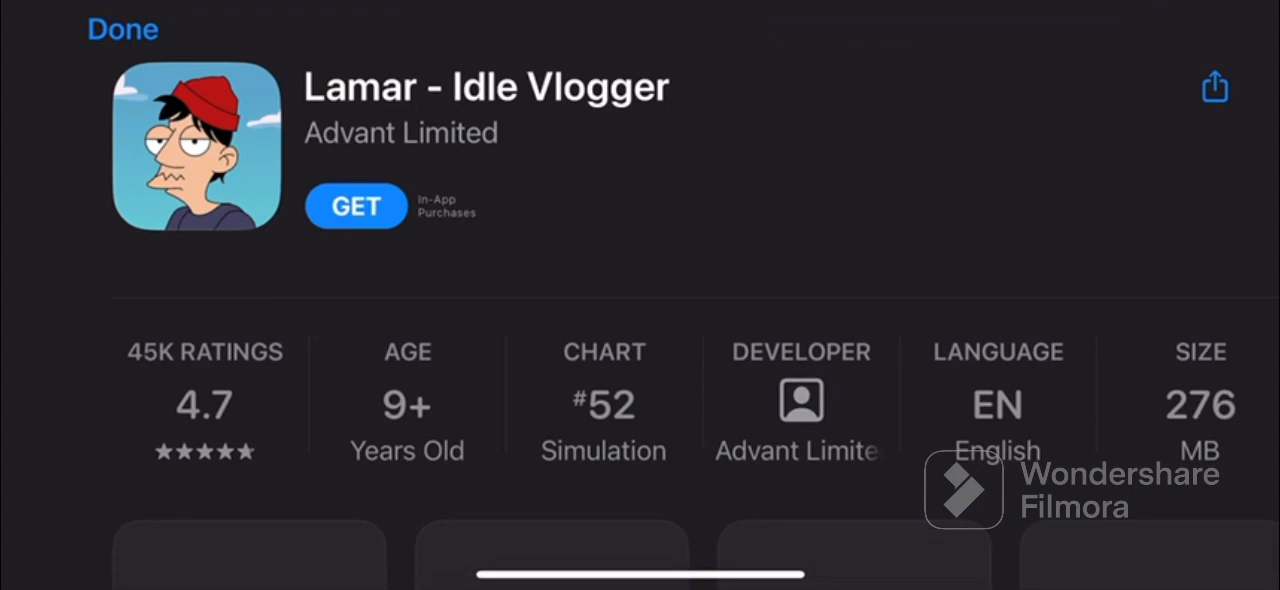 Done
Lamar - Idle Vlogger
Advant Limited
GET
In-App
Purchases
45K RATINGS
4.7
★★★★★
AGE
9+
Years Old
CHART
#52
Simulation
DEVELOPER
Advant Limite
LANGUAGE
EN
English
SIZE
276
MB
Wondershare
Filmora